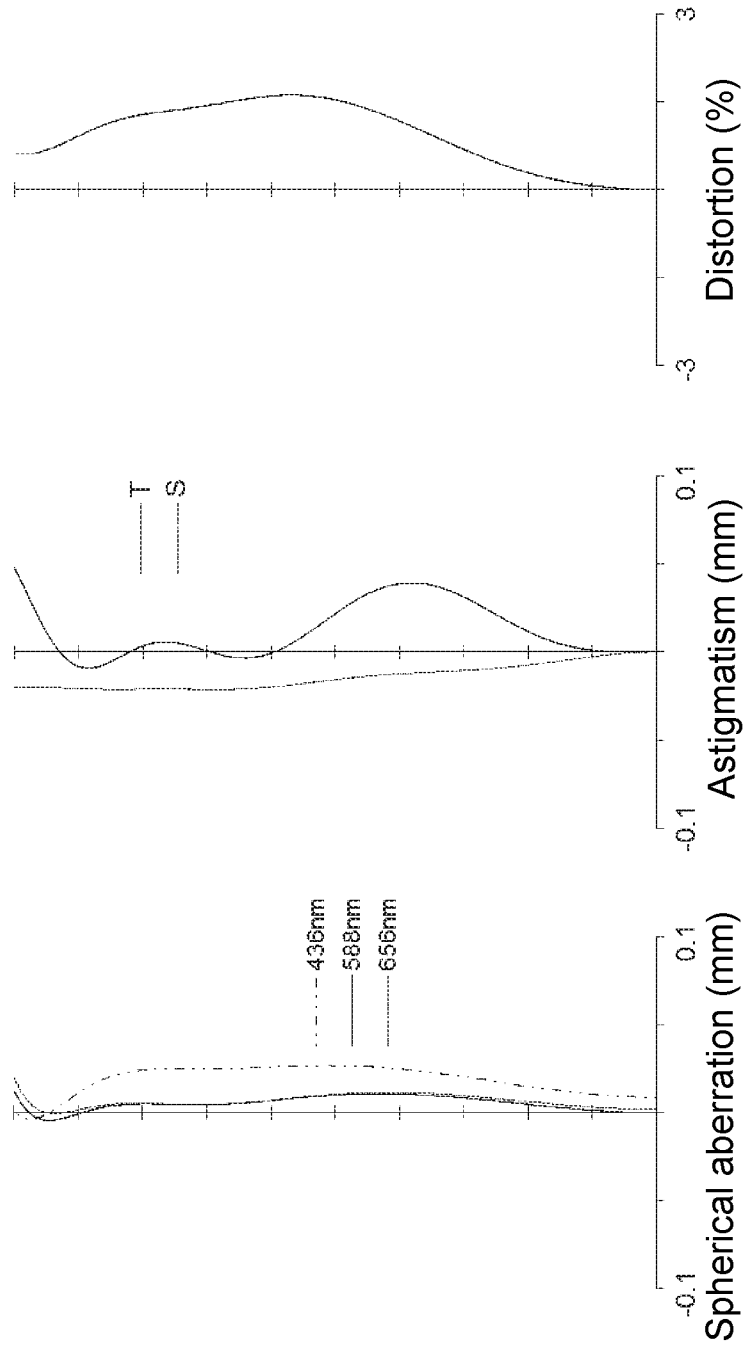 436nm
588nm
656nm
-0.1
0.1
Spherical aberration (mm)
T
S
-0.1
0.1
Astigmatism (mm)
-3
3
Distortion (%)